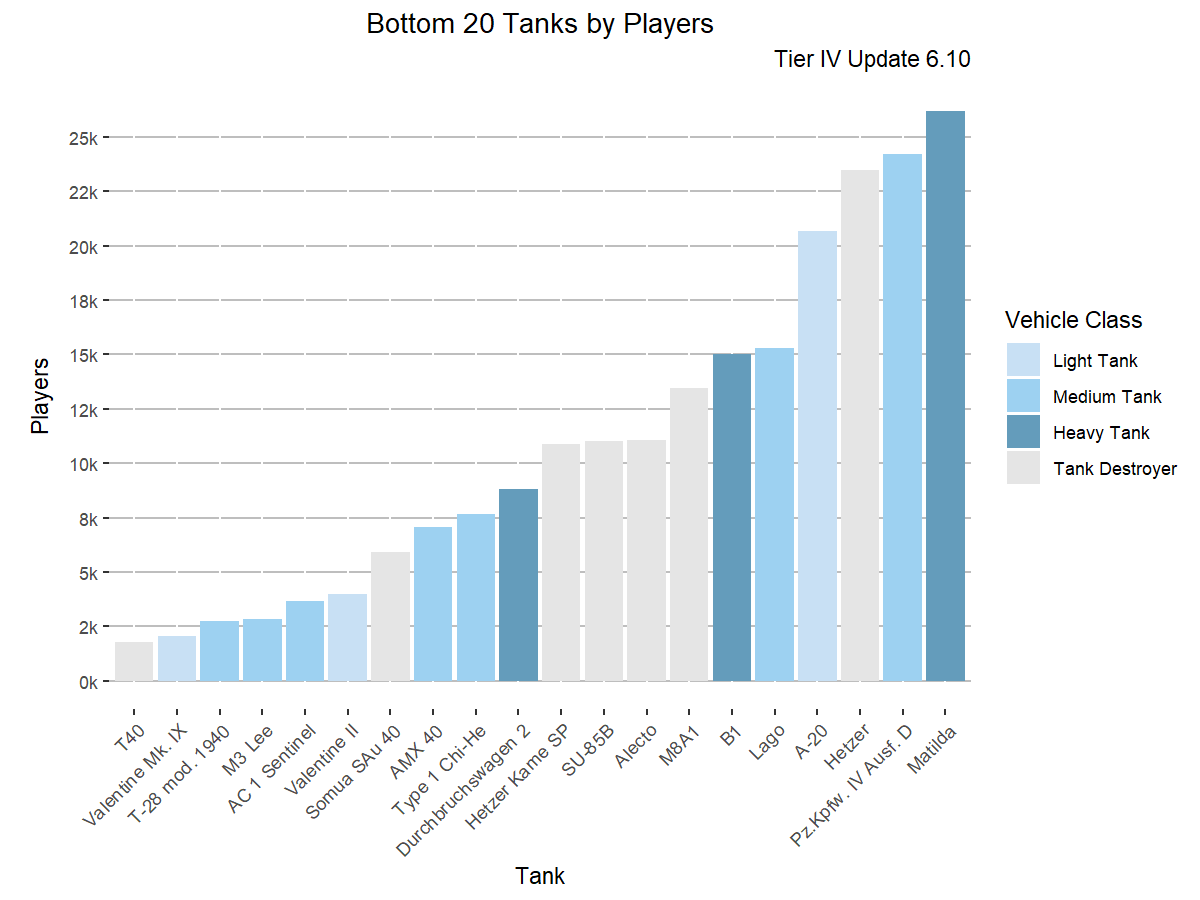 Bottom 20 Tanks by Players
Tier IV Update 6.10
Players
25k
22k
20k
18k
15k
12k
10k
8k
5k
2k
0k
T40
Valentine Mk. IX
T-28 mod. 1940
M3 Lee
AC 1 Sentinel
Valentine II
Somua SAu 40
AMX 40
Type 1 Chi-He
Durchbruchswagen 2
Hetzer Kame SP
SU-85B
Alecto
M8A1
B1
Lago
A-20
Hetzer
Pz.Kpfw. IV Ausf. D
Matilda
Tank
Vehicle Class
Light Tank
Medium Tank
Heavy Tank
Tank Destroyer